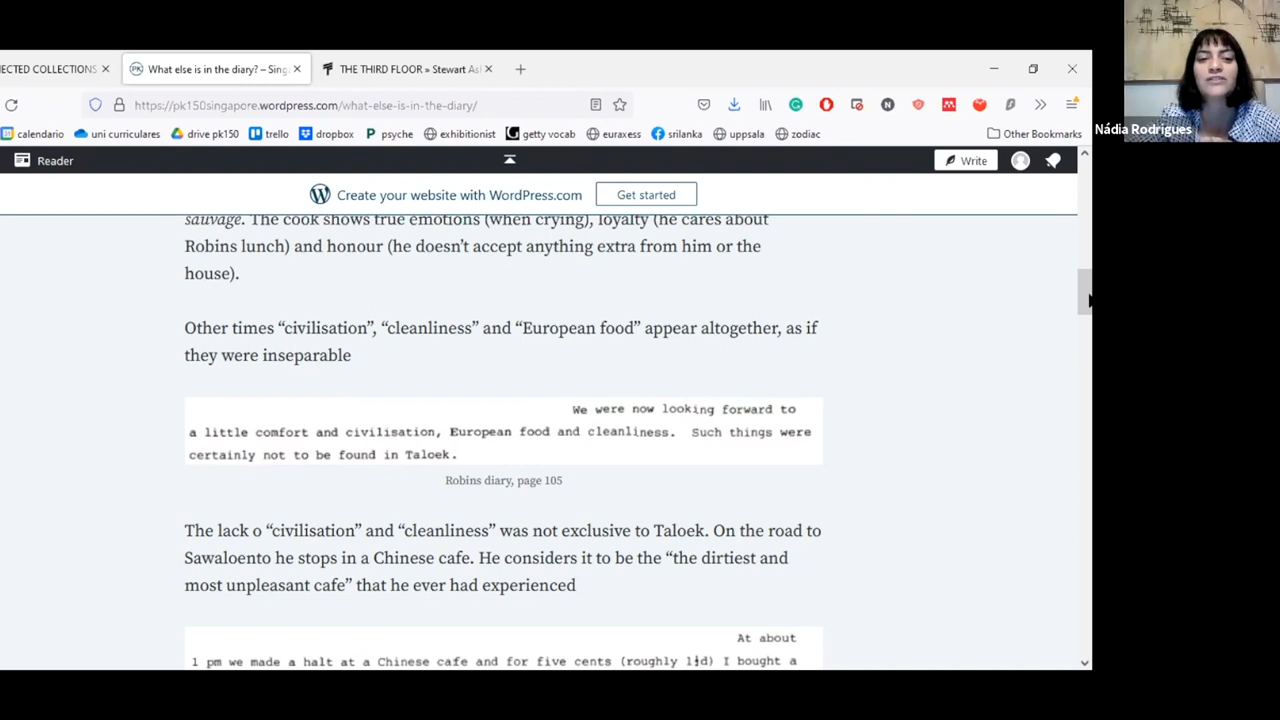 ECTED COLLECTIONS
What else is in the diary? – Sing
THE THIRD FLOOR » Stewart As
https://pk150singapore.wordpress.com/what-else-is-in-the-diary/
calendario
uni curriculares
drive pk150
trello
dropbox
psyche
exhibitionist
getty vocab
euraxess
srilanka
uppsala
zodiac
Other Bookmarks
Nádia Rodrigues
Reader
Write
Create your website with WordPress.com
Get started
sauvage. The cook shows true emotions (when crying), loyalty (he cares about
Robins lunch) and honour (he doesn’t accept anything extra from him or the
house).
Other times “civilisation”, “cleanliness” and “European food” appear altogether, as if
they were inseparable
We were now looking forward to
a little comfort and civilisation, European food and cleanliness. Such things were
certainly not to be found in Taloek.
Robins diary, page 105
The lack o “civilisation” and “cleanliness” was not exclusive to Taloek. On the road to
Sawaloento he stops in a Chinese cafe. He considers it to be the “the dirtiest and
most unpleasant cafe” that he ever had experienced
At about
1 pm we made a halt at a Chinese cafe and for five cents (roughly 1½d) I bought a